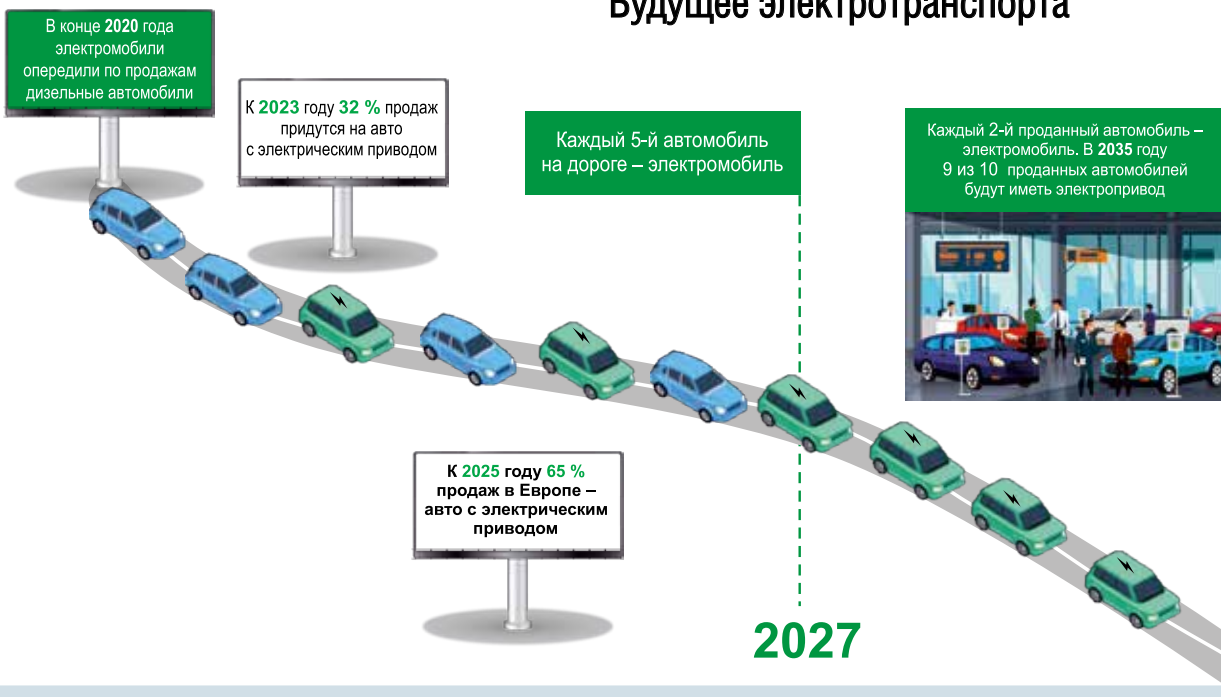 Будущее электротранспорта
В конце 2020 года
электромобили
опередили по продажам
дизельные автомобили
К 2023 году 32 % продаж
придутся на авто
с электрическим приводом
Каждый 5-й автомобиль
на дороге – электромобиль
Каждый 2-й проданный автомобиль –
электромобиль. В 2035 году
9 из 10 проданных автомобилей
будут иметь электропривод
К 2025 году 65 %
продаж в Европе –
авто с электрическим
приводом
2027